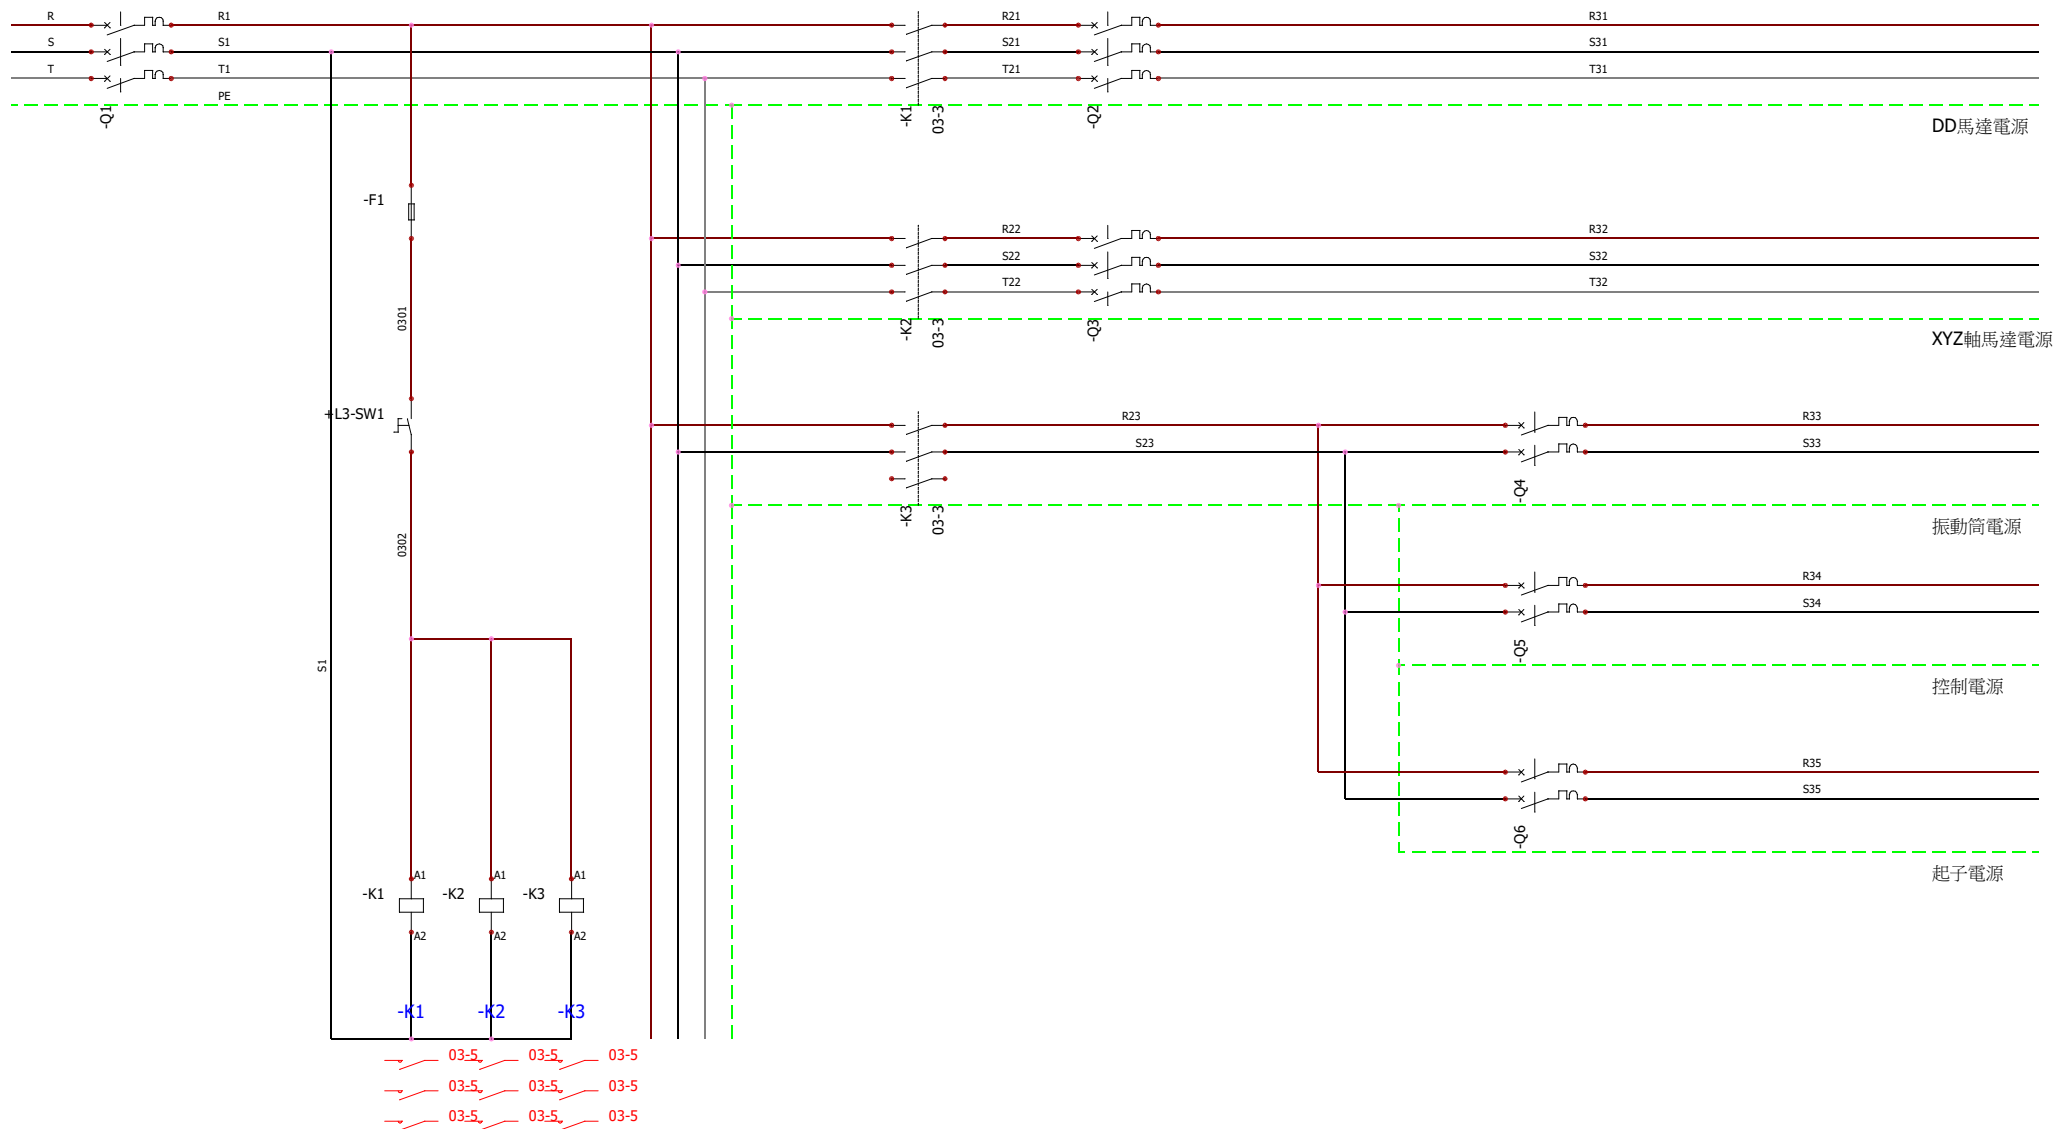 R R1 R21 R31
S S1 S21 S31
T T1 T21 T31
PE
-Q1 -K1 03-3 -Q2
DD馬達電源
-F1
R22 R32
S22 S32
T22 T32
0301
-K2 03-3 -Q3
XYZ軸馬達電源
+L3-SW1
R23 R33
S23 S33
-Q4
-K3 03-3
振動筒電源
0302
R34
S34
-Q5
S1
控制電源
R35
S35
-Q6
起子電源
A1 A1 A1
-K1 -K2 -K3
A2 A2 A2
-K1 -K2 -K3
03-5 03-5 03-5
03-5 03-5 03-5
03-5 03-5 03-5